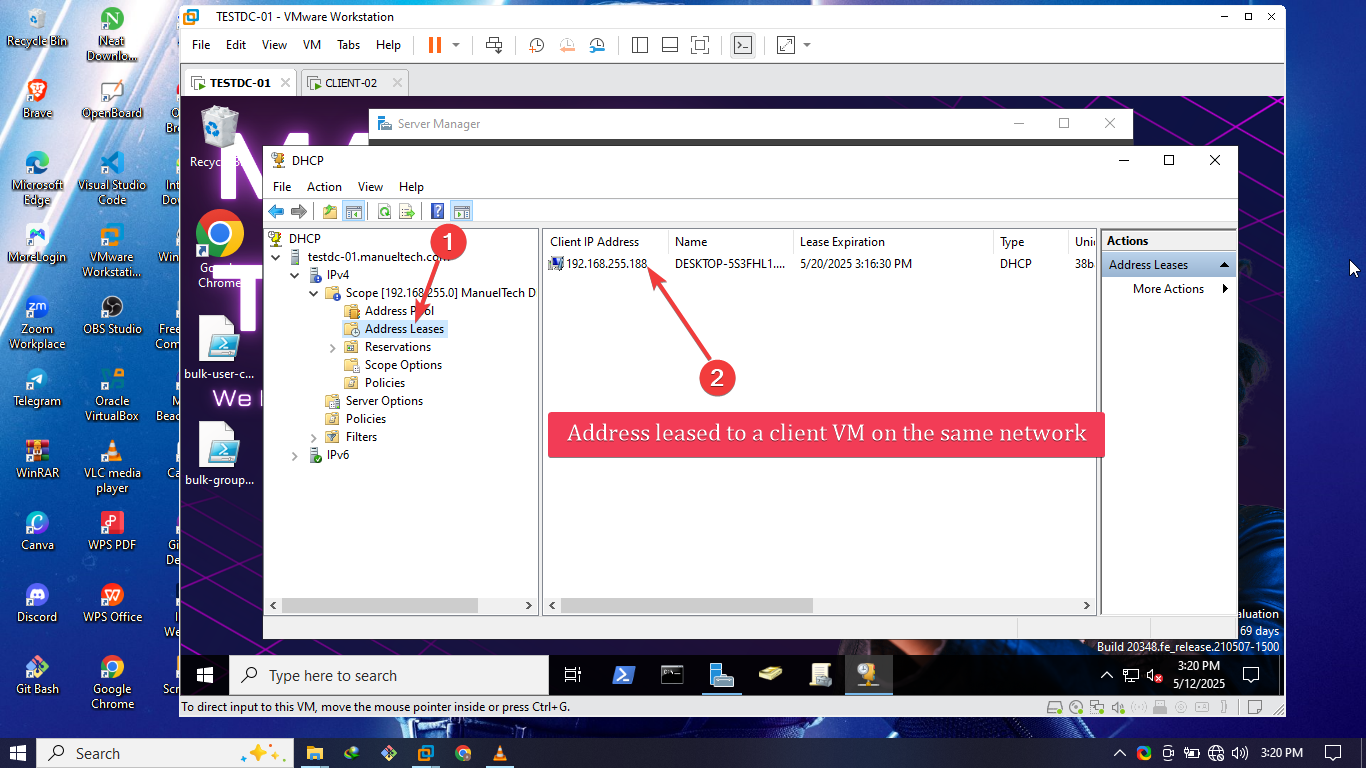 TESTDC-01 - VMware Workstation
File Edit View VM Tabs Help
TESTDC-01
CLIENT-02
Recycle Bin
Neat Downlo...
Brave
OpenBoard
Microsoft Edge
Visual Studio Code
MoreLogin
VMware Workstat...
Zoom Workplace
OBS Studio
Telegram
Oracle VirtualBox
WinRAR
VLC media player
Canva
WPS PDF
Discord
WPS Office
Git Bash
Google Chrome
bulk-user-c...
bulk-group...
Server Manager
DHCP
File Action View Help
DHCP
testdc-01.manueltech.com
IPv4
Scope [192.168.255.0] ManuelTech D
Address Pool
Address Leases
Reservations
Scope Options
Policies
Server Options
Policies
Filters
IPv6
Client IP Address Name Lease Expiration Type Uni
192.168.255.188 DESKTOP-5S3FHL1.... 5/20/2025 3:16:30 PM DHCP 38b
Actions
Address Leases
More Actions
1
2
Address leased to a client VM on the same network
69 days
Build 20348.fe_release.210507-1500
Type here to search
3:20 PM
5/12/2025
To direct input to this VM, move the mouse pointer inside or press Ctrl+G.
Search
3:20 PM